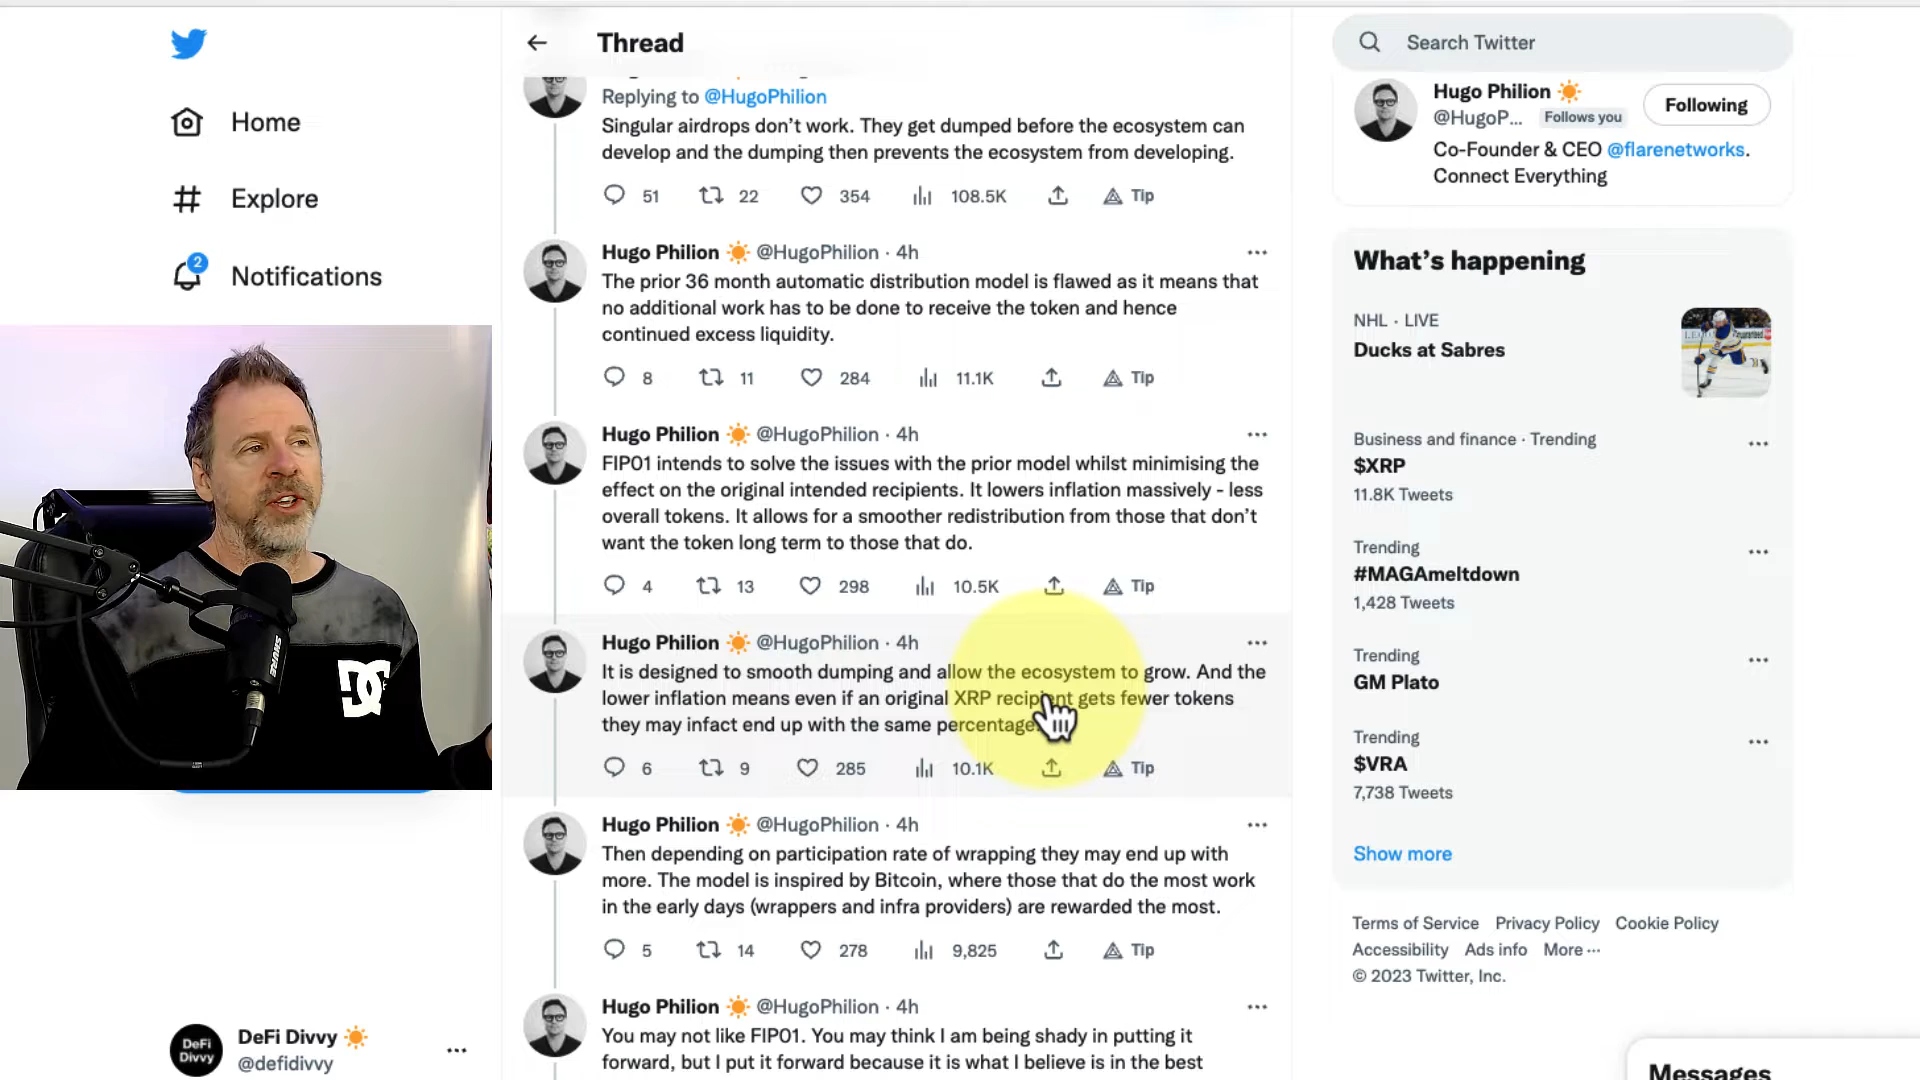 Thread
Search Twitter
Home
Explore
2
Notifications
Replying to @HugoPhilion
Singular airdrops don't work. They get dumped before the ecosystem can
develop and the dumping then prevents the ecosystem from developing.
51 22 354 108.5K Tip
Hugo Philion @HugoPhilion · 4h
The prior 36 month automatic distribution model is flawed as it means that
no additional work has to be done to receive the token and hence
continued excess liquidity.
8 11 284 11.1K Tip
Hugo Philion @HugoPhilion · 4h
FIP01 intends to solve the issues with the prior model whilst minimising the
effect on the original intended recipients. It lowers inflation massively - less
overall tokens. It allows for a smoother redistribution from those that don't
want the token long term to those that do.
4 13 298 10.5K Tip
Hugo Philion @HugoPhilion · 4h
It is designed to smooth dumping and allow the ecosystem to grow. And the
lower inflation means even if an original XRP recipient gets fewer tokens
they may infact end up with the same percentage.
6 9 285 10.1K Tip
Hugo Philion @HugoPhilion · 4h
Then depending on participation rate of wrapping they may end up with
more. The model is inspired by Bitcoin, where those that do the most work
in the early days (wrappers and infra providers) are rewarded the most.
5 14 278 9,825 Tip
Hugo Philion @HugoPhilion · 4h
You may not like FIP01. You may think I am being shady in putting it
forward, but I put it forward because it is what I believe is in the best
Hugo Philion
@HugoP... Follows you
Following
Co-Founder & CEO @flarenetworks.
Connect Everything
What's happening
NHL · LIVE
Ducks at Sabres
Business and finance · Trending
$XRP
11.8K Tweets
Trending
#MAGAmeltdown
1,428 Tweets
Trending
GM Plato
Trending
$VRA
7,738 Tweets
Show more
Terms of Service Privacy Policy Cookie Policy
Accessibility Ads info More ...
© 2023 Twitter, Inc.
Messages
SHURE
DC
DeFi
Divvy
DeFi Divvy
@defidivvy